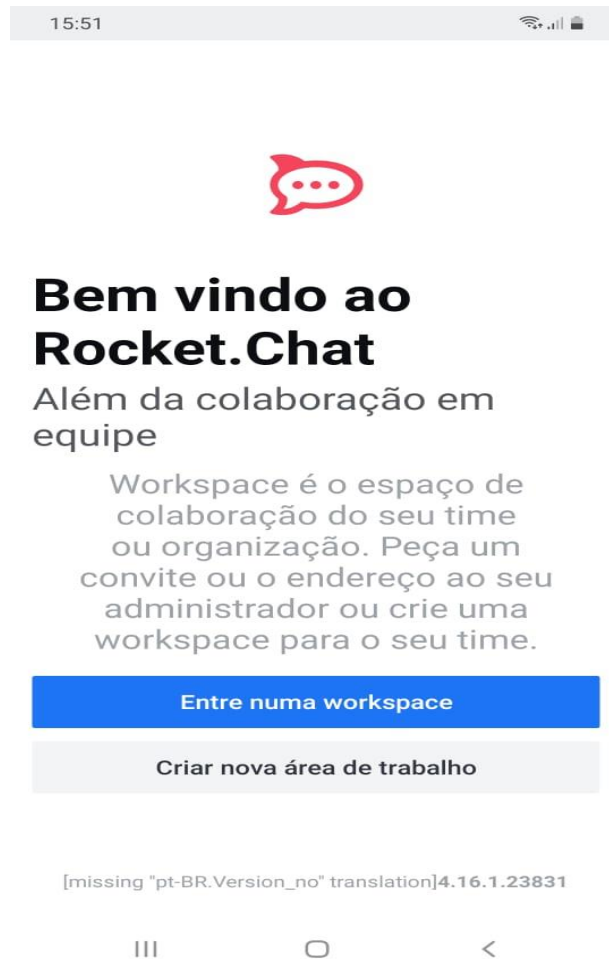 15:51
Bem vindo ao
Rocket.Chat
Além da colaboração em
equipe
Workspace é o espaço de
colaboração do seu time
ou organização. Peça um
convite ou o endereço ao seu
administrador ou crie uma
workspace para o seu time.
Entre numa workspace
Criar nova área de trabalho
[missing "pt-BR.Version_no" translation]4.16.1.23831